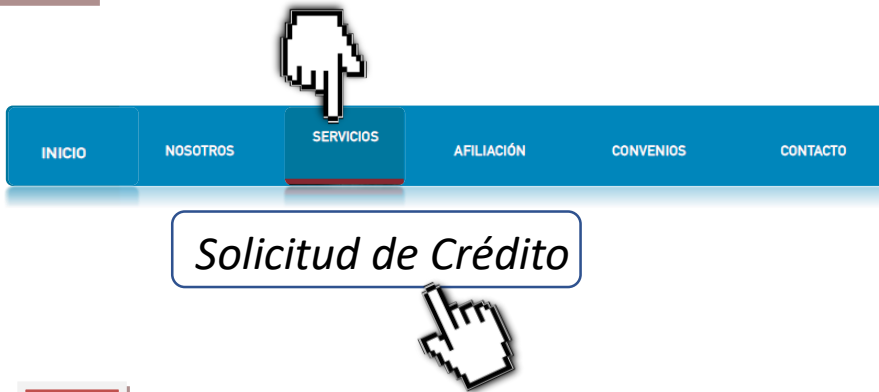 INICIO NOSOTROS SERVICIOS AFILIACIÓN CONVENIOS CONTACTO
Solicitud de Crédito